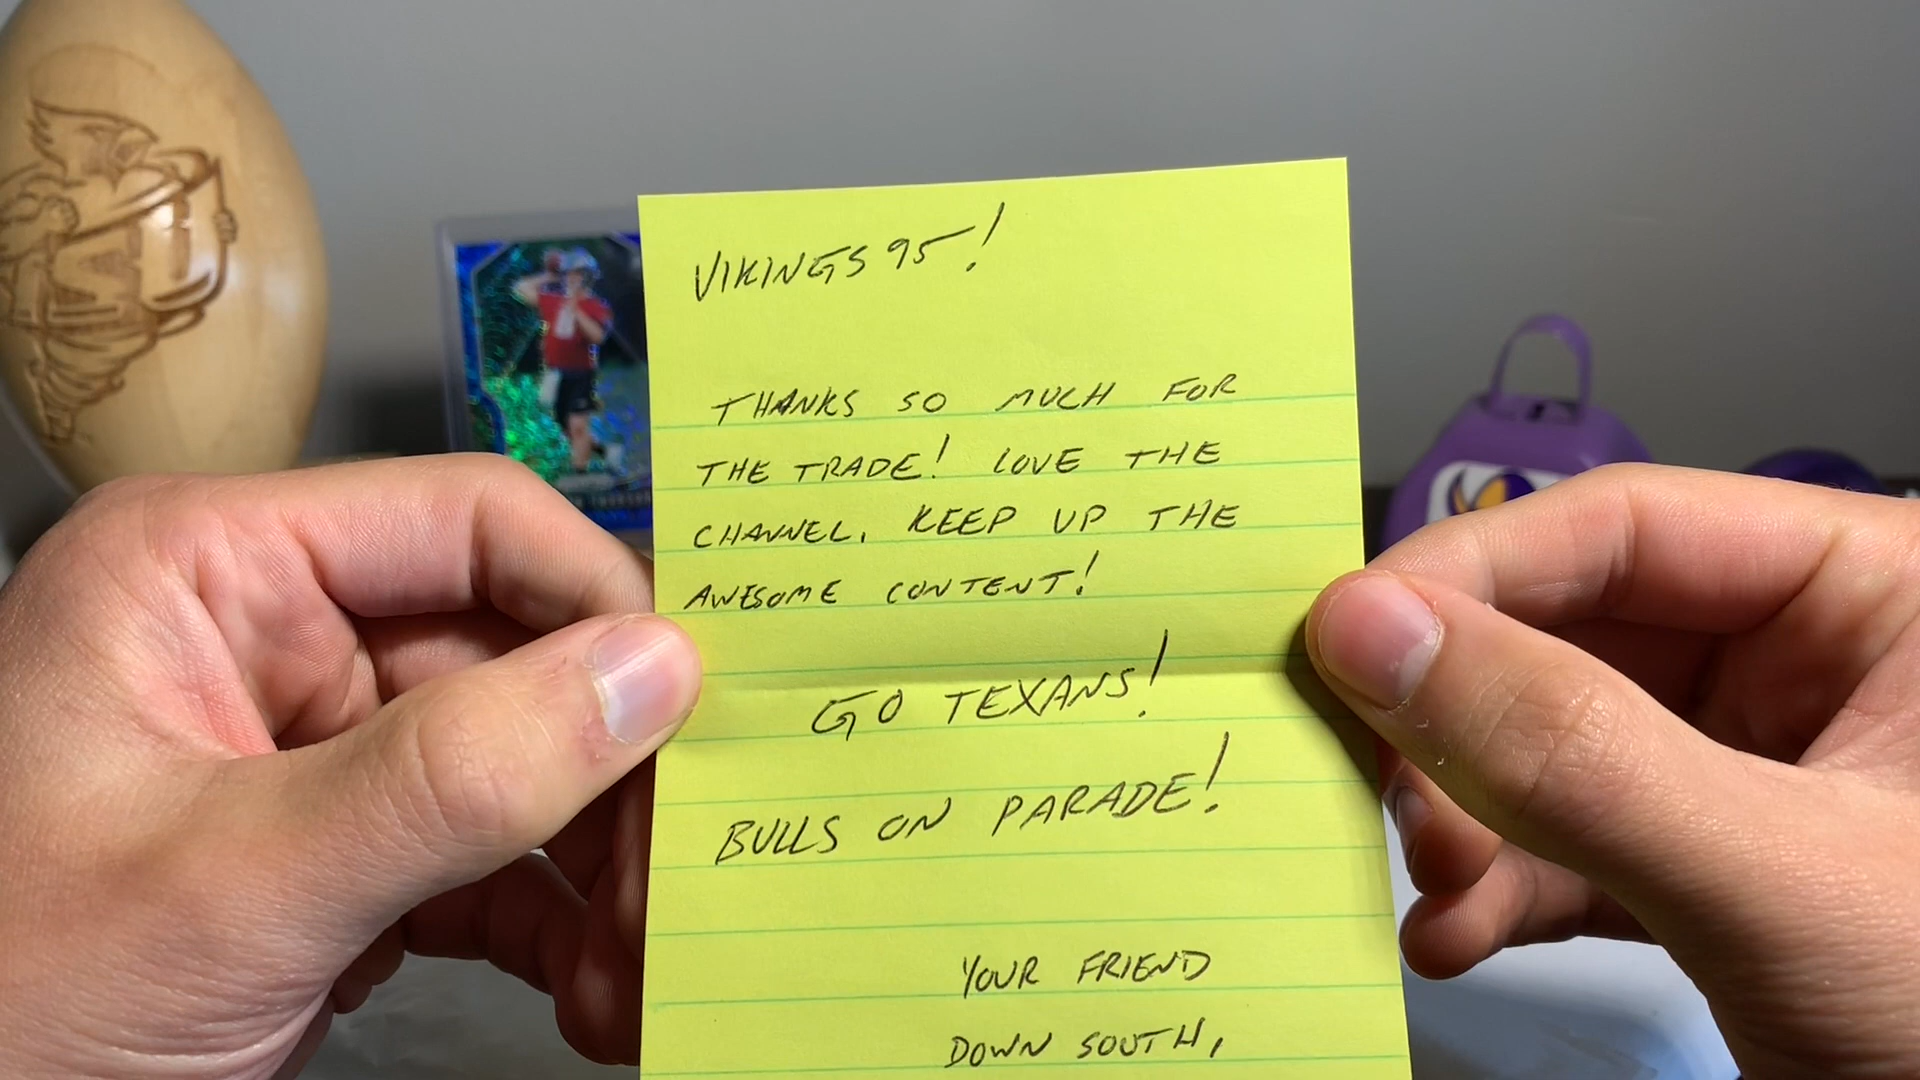 VIKINGS 95!
THANKS SO MUCH FOR
THE TRADE! LOVE THE
CHANNEL. KEEP UP THE
AWESOME CONTENT!
GO TEXANS!
BULLS ON PARADE!
YOUR FRIEND
DOWN SOUTH,